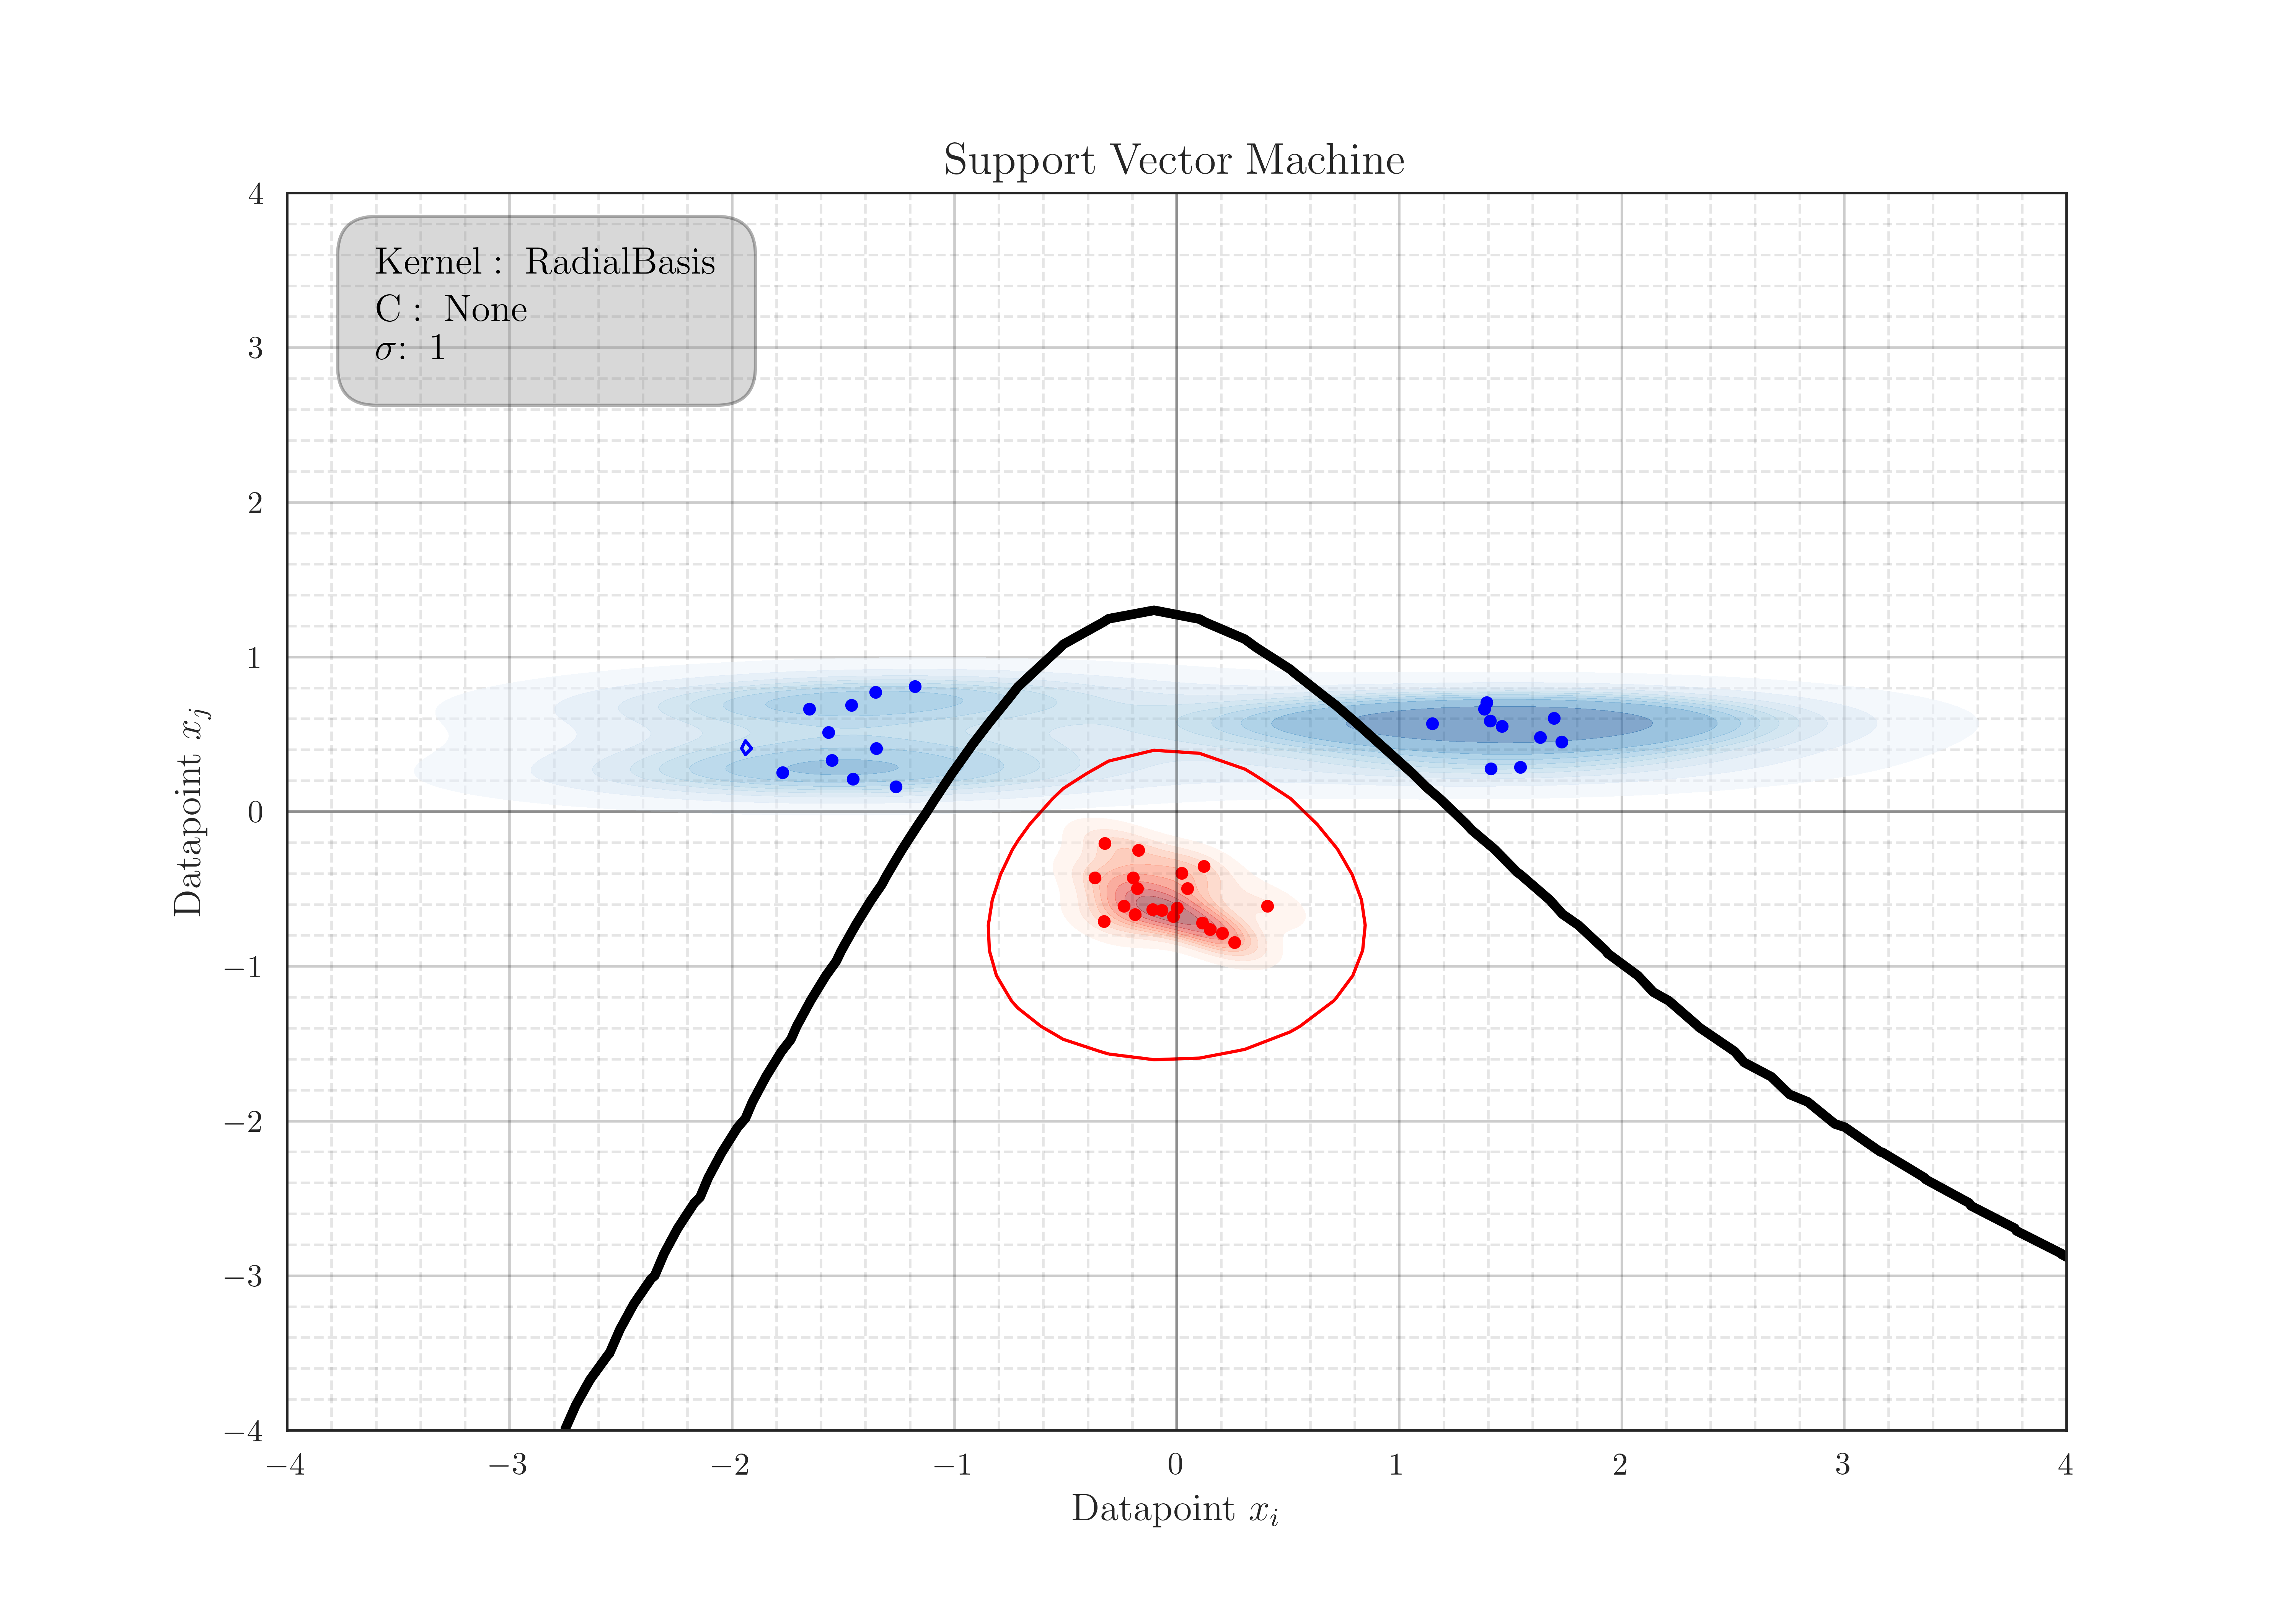 Support Vector Machine
Kernel : RadialBasis
C : None
σ: 1
4
3
2
1
0
−1
−2
−3
−4
Datapoint x_j
−4 −3 −2 −1 0 1 2 3 4
Datapoint x_i